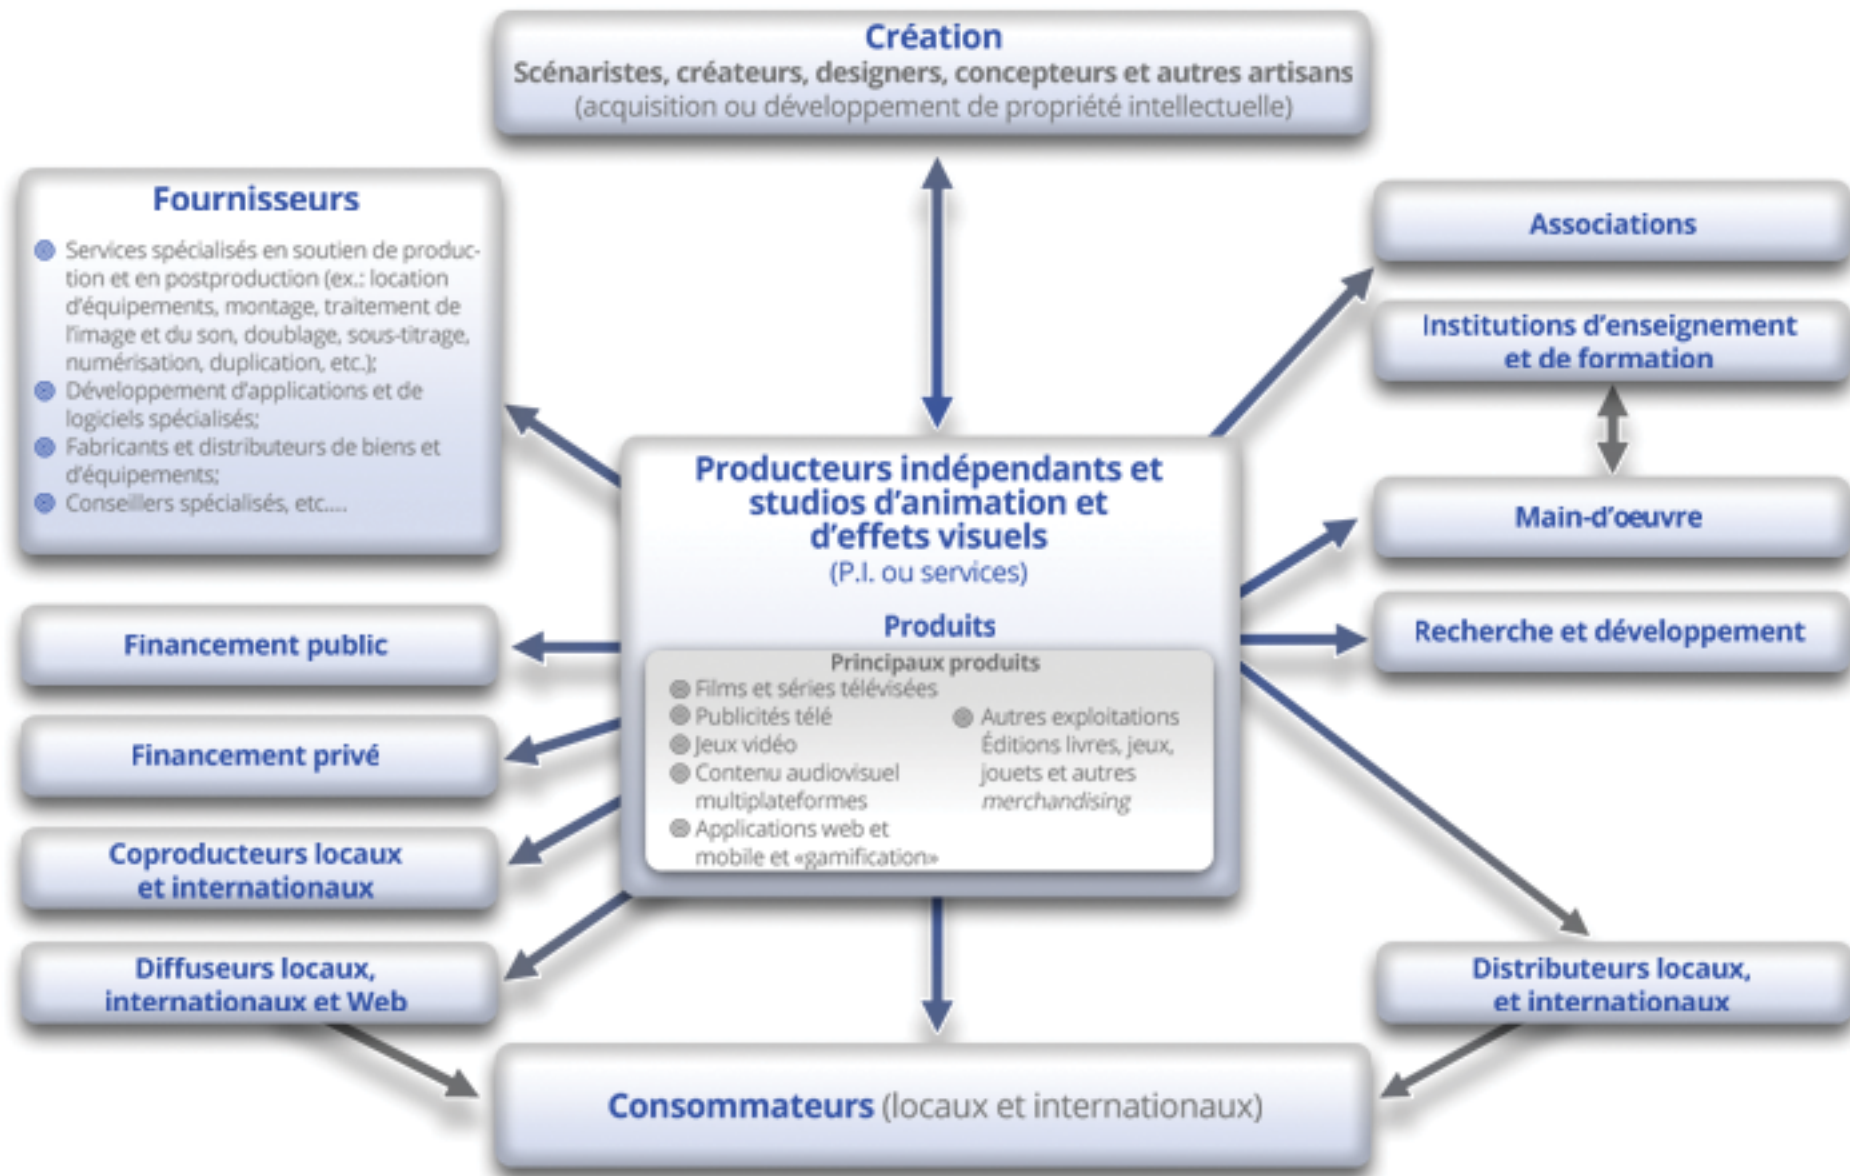 Création
Scénaristes, créateurs, designers, concepteurs et autres artisans
(acquisition ou développement de propriété intellectuelle)
Fournisseurs
Services spécialisés en soutien de produc-
tion et en postproduction (ex.: location
d'équipements, montage, traitement de
l'image et du son, doublage, sous-titrage,
numérisation, duplication, etc.);
Développement d'applications et de
logiciels spécialisés;
Fabricants et distributeurs de biens et
d'équipements;
Conseillers spécialisés, etc....
Financement public
Financement privé
Coproducteurs locaux
et internationaux
Diffuseurs locaux,
internationaux et Web
Producteurs indépendants et
studios d'animation et
d'effets visuels
(P.I. ou services)
Produits
Principaux produits
Films et séries télévisées
Publicités télé
Jeux vidéo
Contenu audiovisuel
multiplateformes
Applications web et
mobile et «gamification»
Autres exploitations
Éditions livres, jeux,
jouets et autres
merchandising
Associations
Institutions d'enseignement
et de formation
Main-d'oeuvre
Recherche et développement
Distributeurs locaux,
et internationaux
Consommateurs (locaux et internationaux)